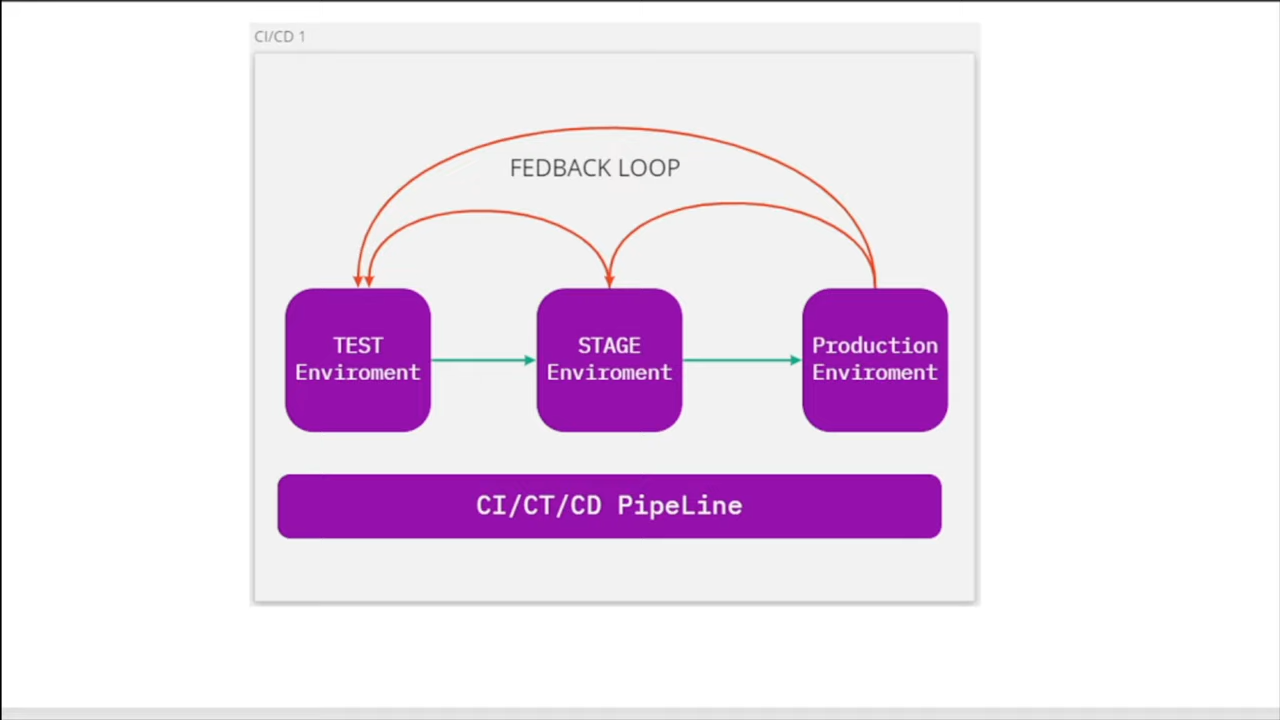 CI/CD 1
FEDBACK LOOP
TEST
Enviroment
STAGE
Enviroment
Production
Enviroment
CI/CT/CD PipeLine